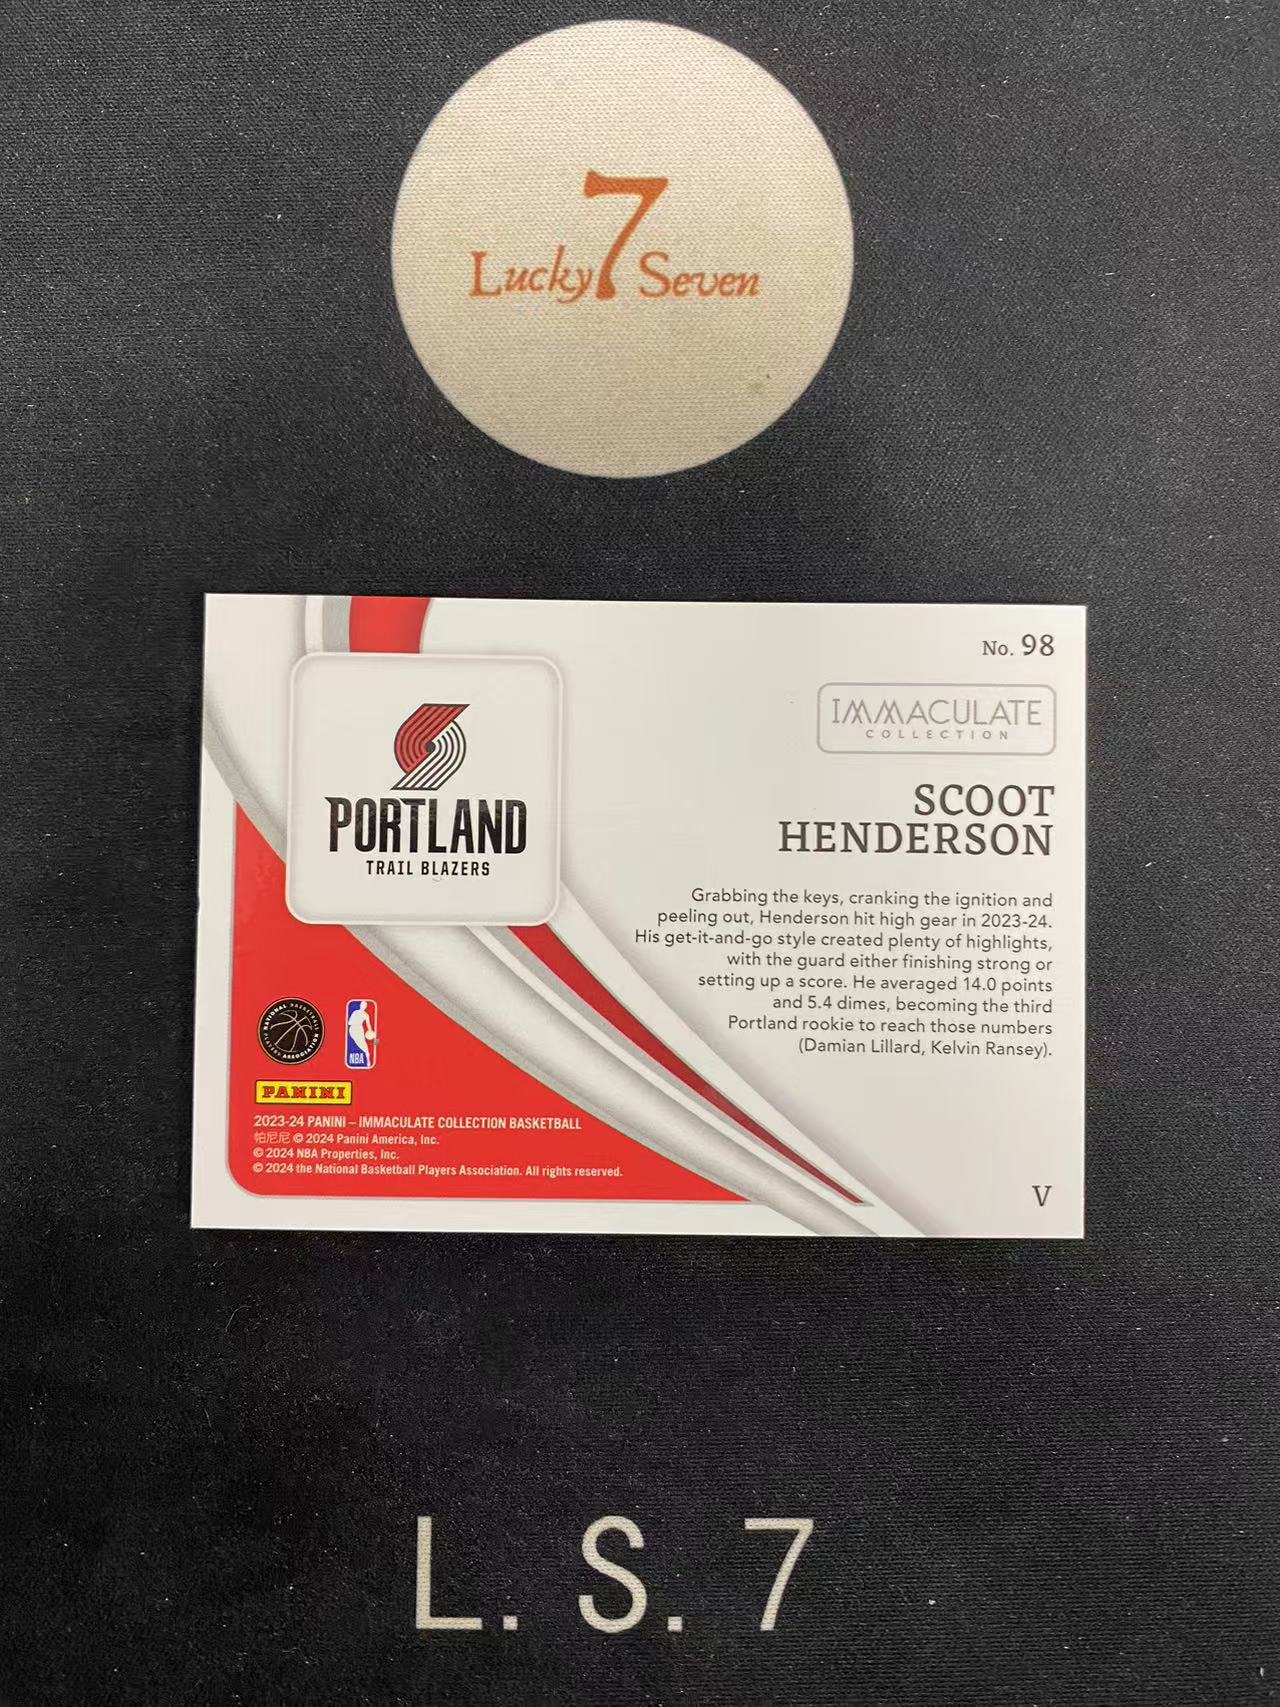 Lucky 7 Seven
No. 98
IMMACULATE
COLLECTION
SCOOT
HENDERSON
PORTLAND
TRAIL BLAZERS
Grabbing the keys, cranking the ignition and
peeling out, Henderson hit high gear in 2023-24.
His get-it-and-go style created plenty of highlights,
with the guard either finishing strong or
setting up a score. He averaged 14.0 points
and 5.4 dimes, becoming the third
Portland rookie to reach those numbers
(Damian Lillard, Kelvin Ransey).
NATIONAL BASKETBALL
PLAYERS ASSOCIATION
NBA
PANINI
2023-24 PANINI – IMMACULATE COLLECTION BASKETBALL
帕尼尼 © 2024 Panini America, Inc.
© 2024 NBA Properties, Inc.
© 2024 the National Basketball Players Association. All rights reserved.
V
L. S. 7